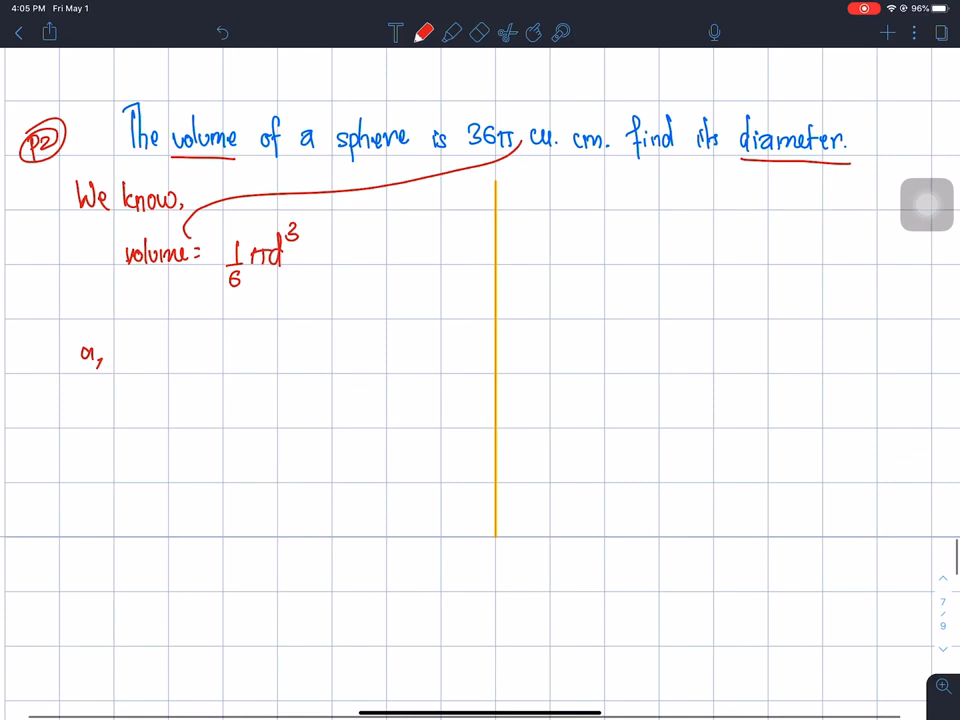 4:05 PM Fri May 1
96%
P2 The volume of a sphere is 36π cu. cm. find its diameter.
We know,
volume = 1/6 πd³
a,
7
/
9